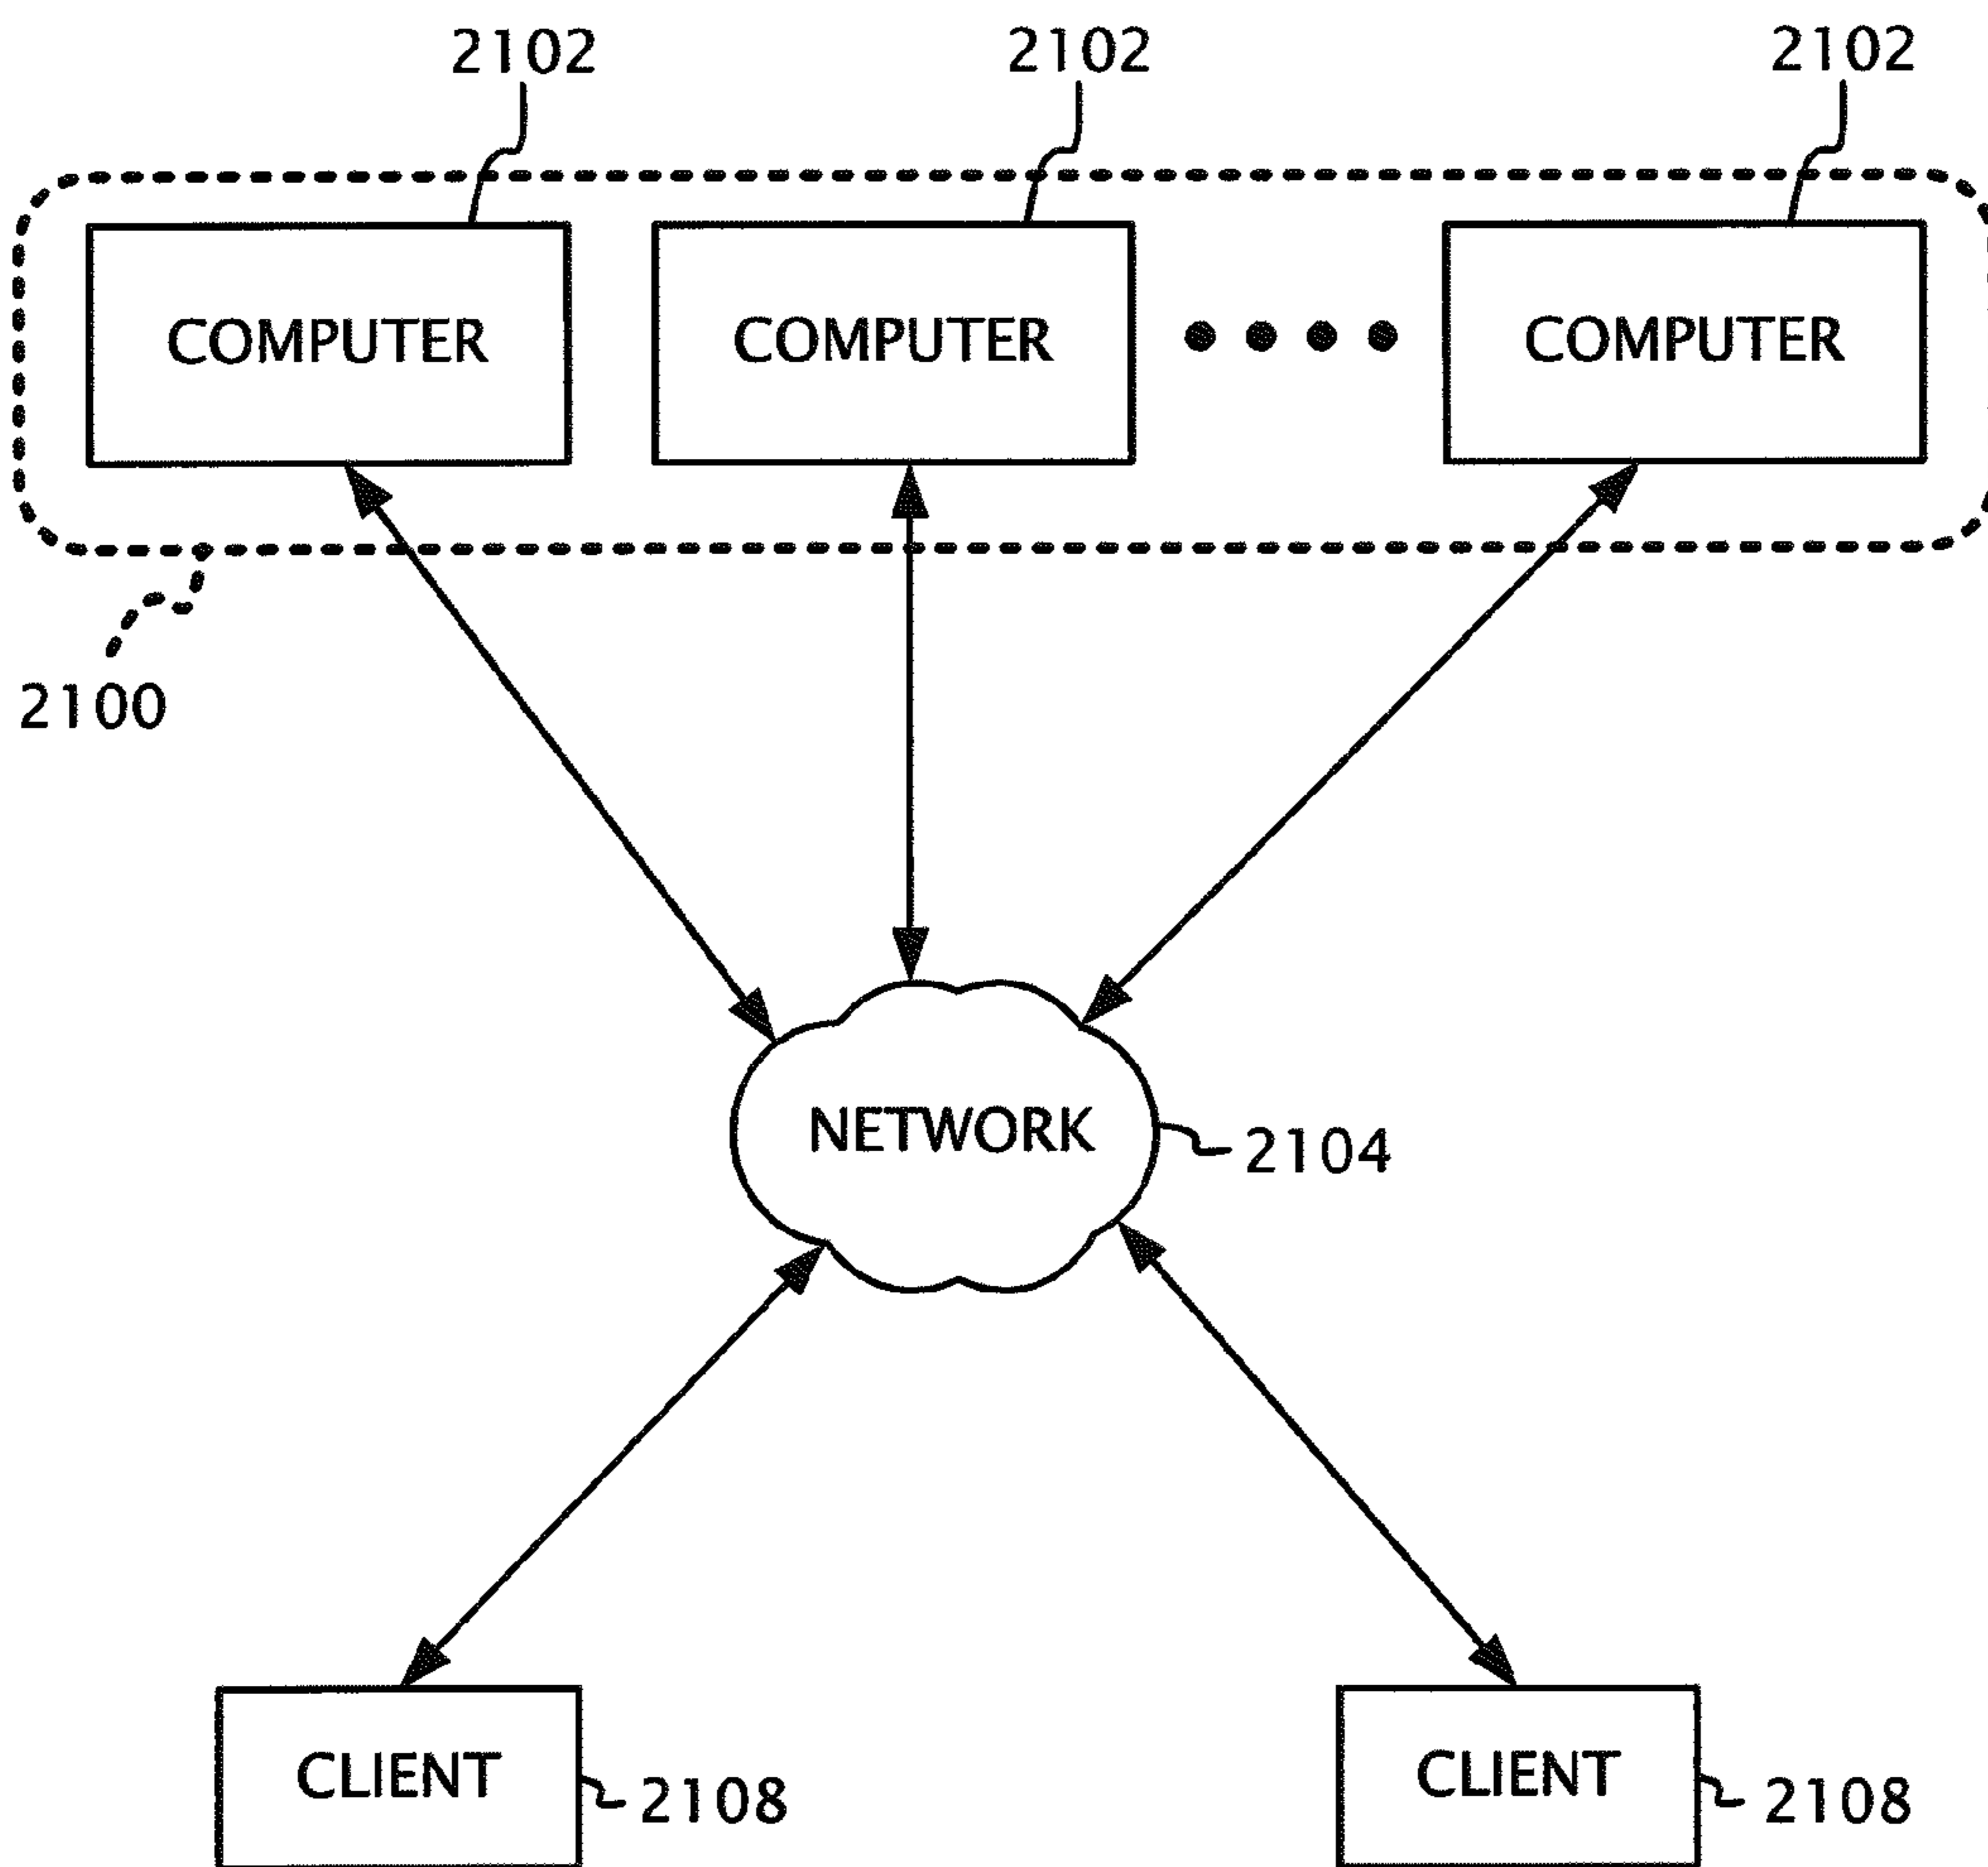 2102 2102 2102
COMPUTER COMPUTER COMPUTER
2100
NETWORK
2104
CLIENT 2108 CLIENT 2108